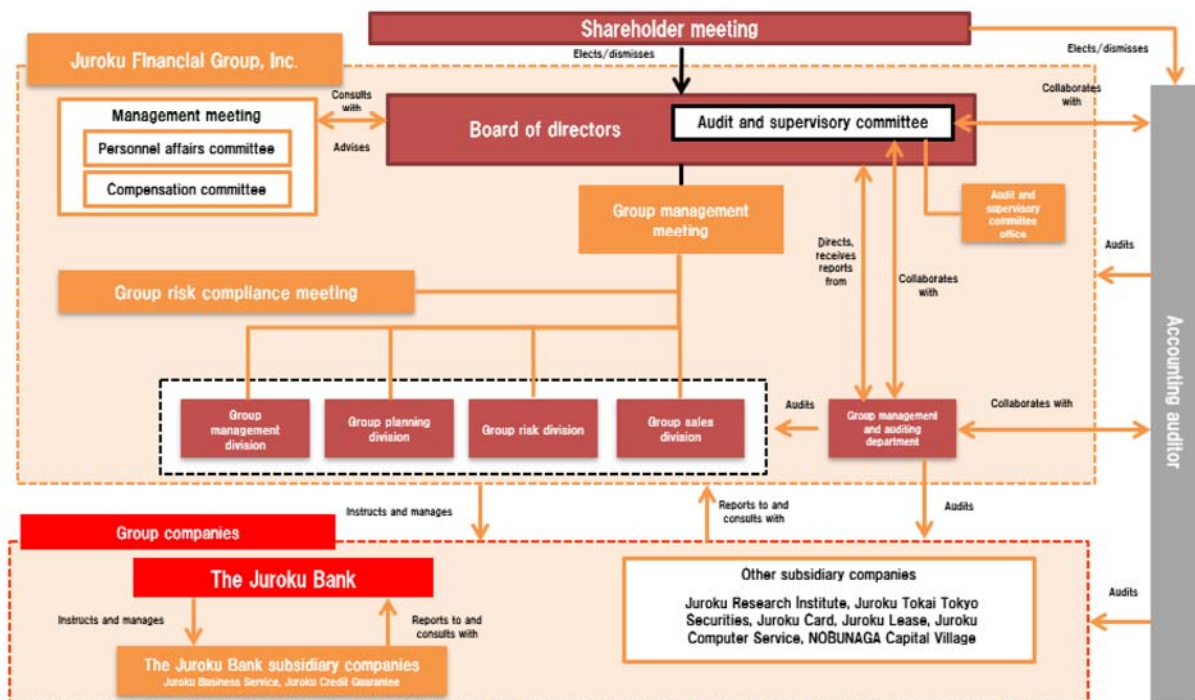 Shareholder meeting
Elects/dismisses
Elects/dismisses
Juroku Financial Group, Inc.
Consults
with
Collaborates
with
Management meeting
Personnel affairs committee
Compensation committee
Advises
Board of directors
Audit and supervisory committee
Group management
meeting
Audit and
supervisory
committee
office
Directs,
receives
reports
from
Collaborates
with
Audits
Group risk compliance meeting
Accounting auditor
Group
management
division
Group planning
division
Group risk division
Group sales
division
Audits
Group management
and auditing
department
Collaborates with
Instructs and manages
Reports to and
consults with
Audits
Group companies
The Juroku Bank
Instructs and manages
Reports to and
consults with
The Juroku Bank subsidiary companies
Juroku Business Service, Juroku Credit Guarantee
Other subsidiary companies
Juroku Research Institute, Juroku Tokai Tokyo
Securities, Juroku Card, Juroku Lease, Juroku
Computer Service, NOBUNAGA Capital Village
Audits